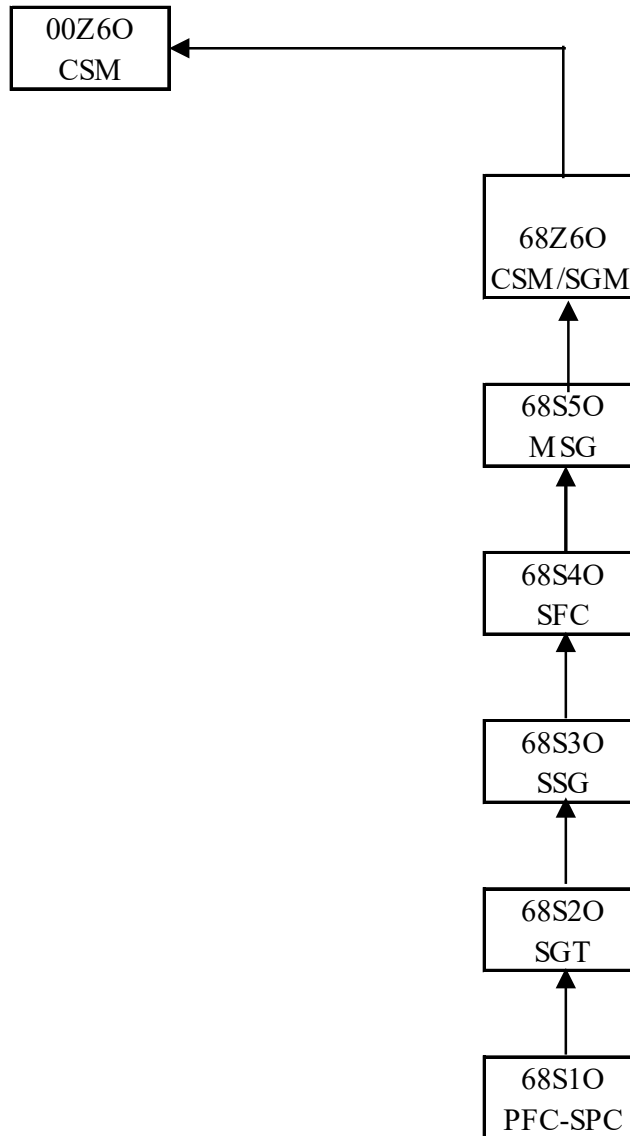 00Z6O
CSM
68Z6O
CSM/SGM
68S5O
MSG
68S4O
SFC
68S3O
SSG
68S2O
SGT
68S1O
PFC-SPC